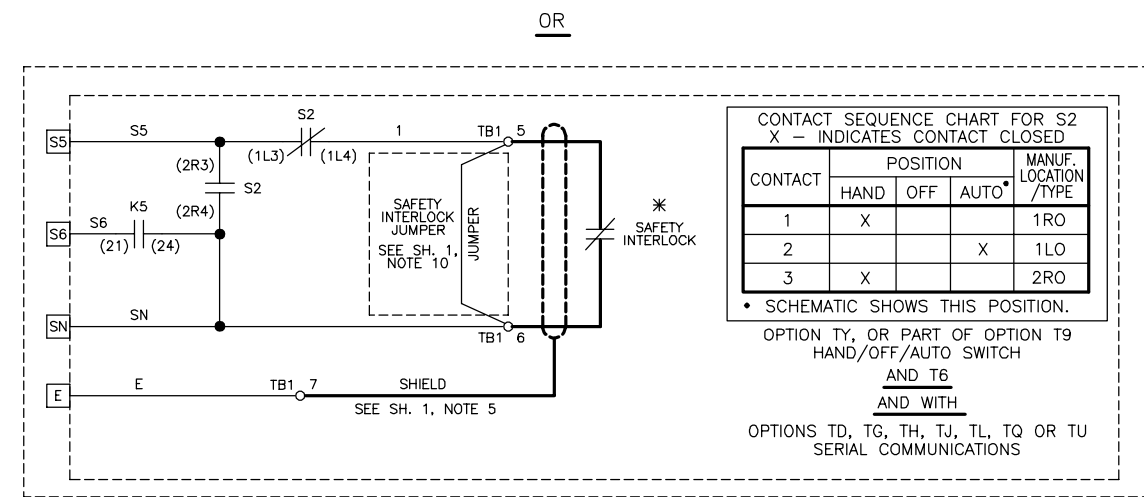 OR
S5
S5
S2
(1L3)
(1L4)
1
TB1
5
(2R3)
S2
(2R4)
S6
S6
K5
(21)
(24)
SAFETY
INTERLOCK
JUMPER
SEE SH. 1,
NOTE 10
JUMPER
*
SAFETY
INTERLOCK
SN
SN
TB1
6
E
E
TB1
7
SHIELD
SEE SH. 1, NOTE 5
CONTACT SEQUENCE CHART FOR S2
X – INDICATES CONTACT CLOSED
CONTACT
POSITION
MANUF.
LOCATION
/TYPE
HAND
OFF
AUTO•
1 X 1RO
2 X 1LO
3 X 2RO
• SCHEMATIC SHOWS THIS POSITION.
OPTION TY, OR PART OF OPTION T9
HAND/OFF/AUTO SWITCH
AND T6
AND WITH
OPTIONS TD, TG, TH, TJ, TL, TQ OR TU
SERIAL COMMUNICATIONS